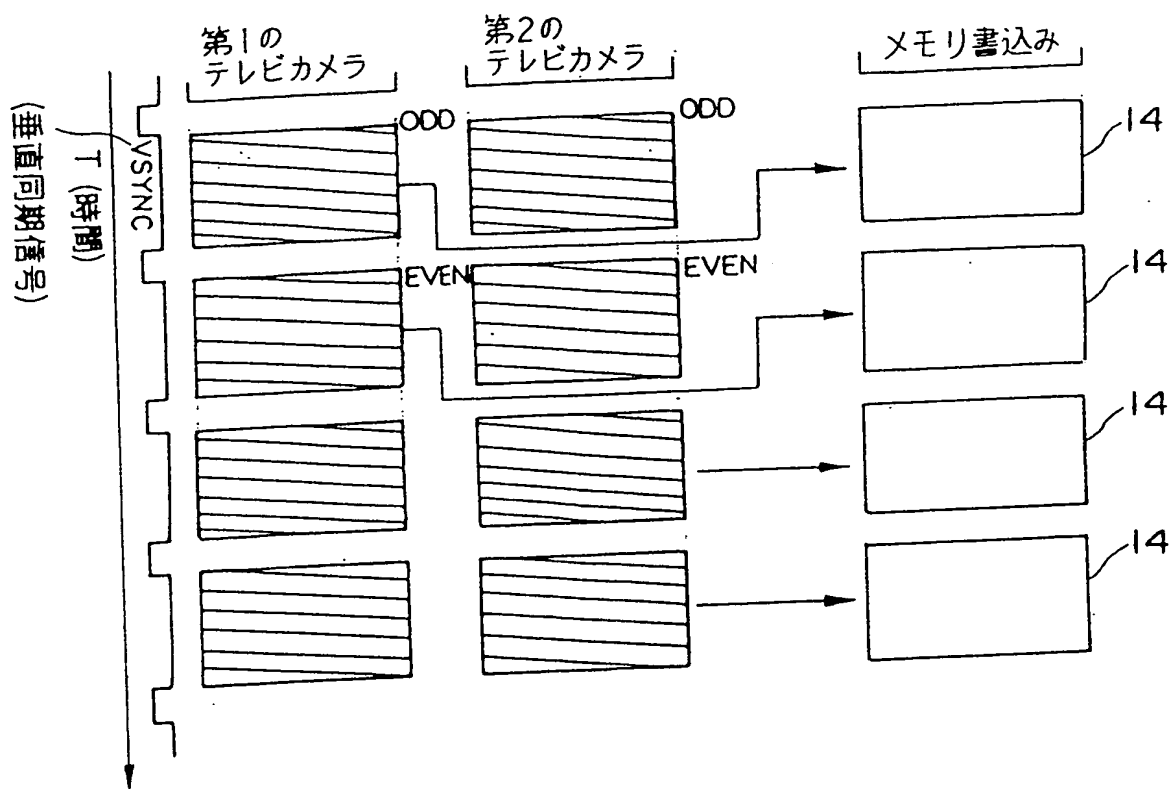 第1の
テレビカメラ
第2の
テレビカメラ
メモリ書込み
ODD
ODD
14
VSYNC
(垂直同期信号)
T (時間)
EVEN
EVEN
14
14
14